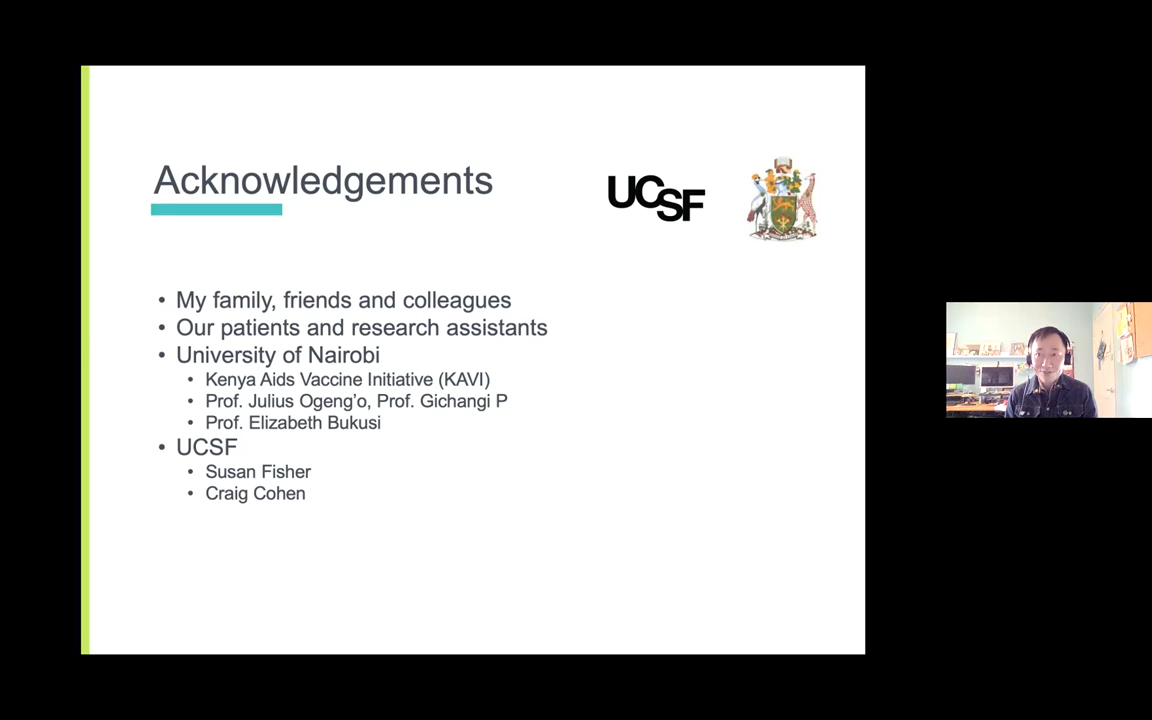 Acknowledgements
UCSF
• My family, friends and colleagues
• Our patients and research assistants
• University of Nairobi
• Kenya Aids Vaccine Initiative (KAVI)
• Prof. Julius Ogeng’o, Prof. Gichangi P
• Prof. Elizabeth Bukusi
• UCSF
• Susan Fisher
• Craig Cohen